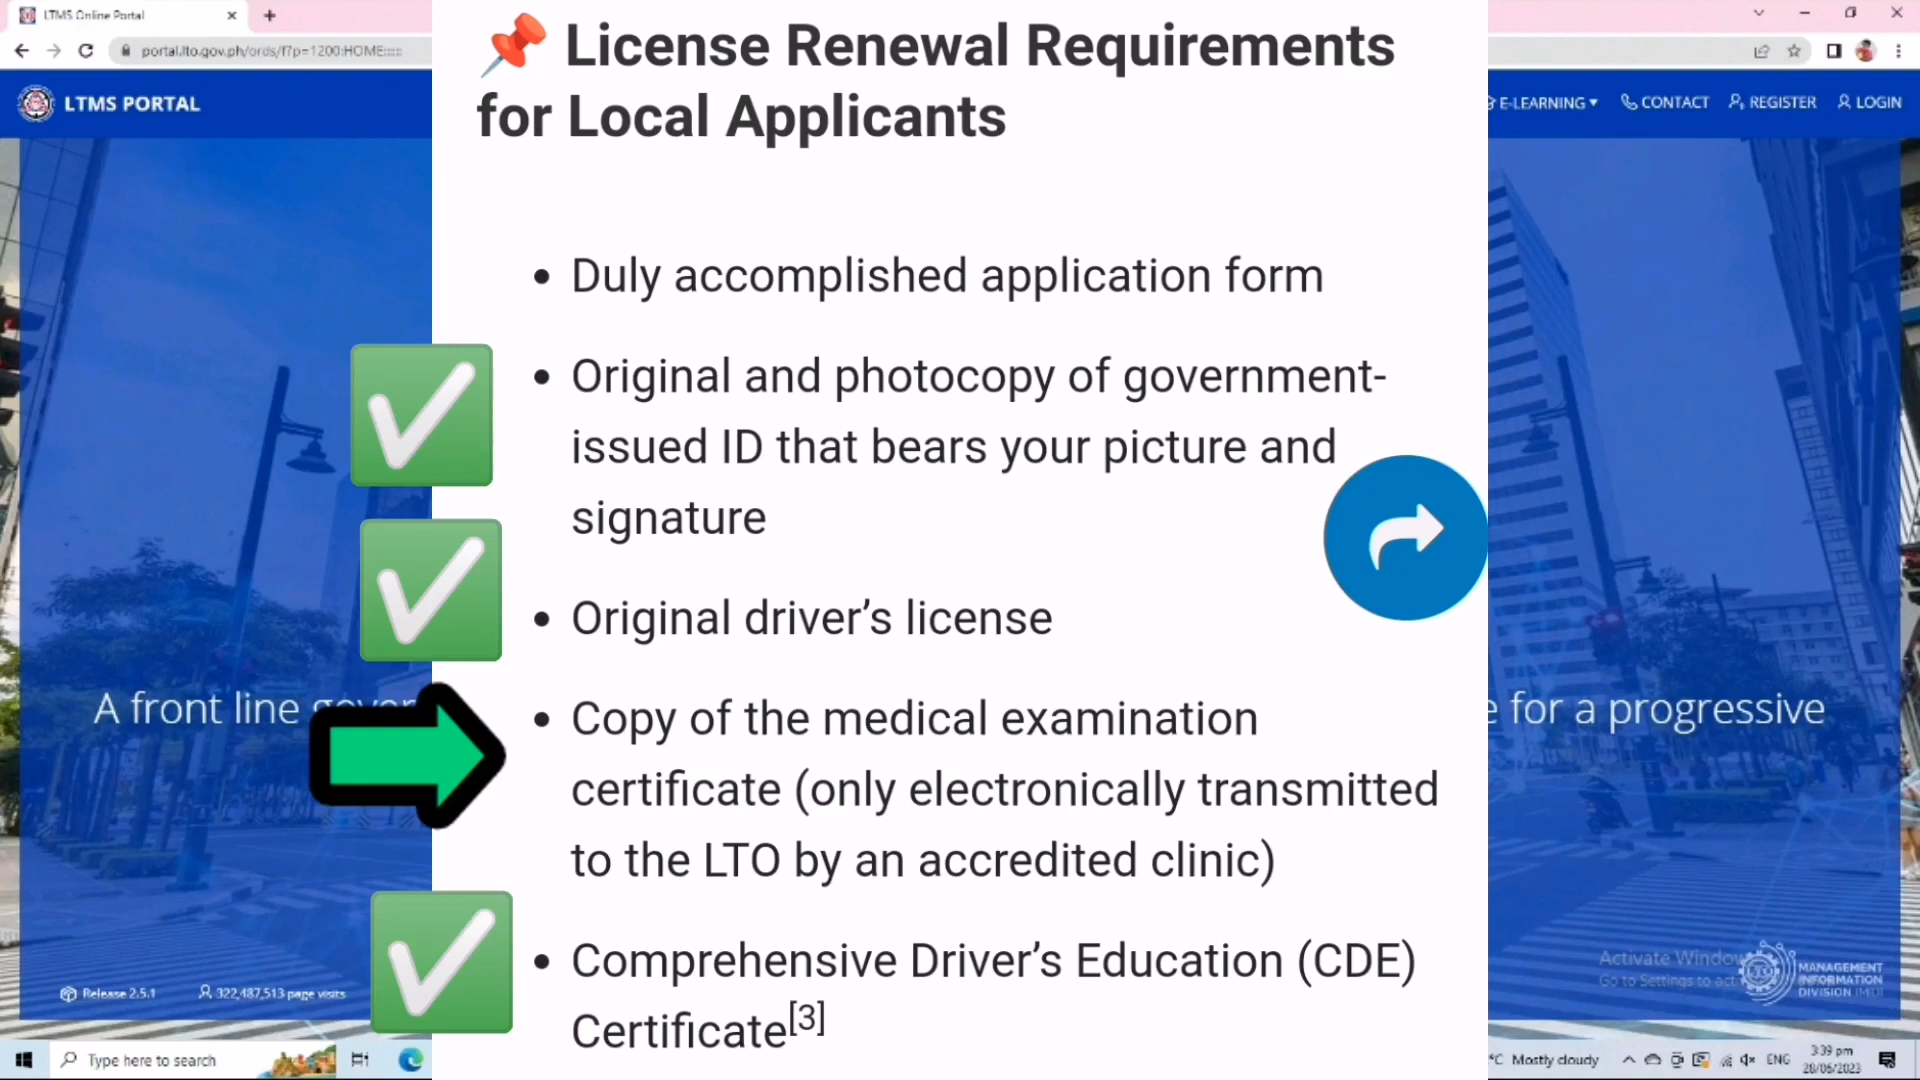 LTMS Online Portal
portal.lto.gov.ph/ords/f?p=1200:HOME:::::
LTMS PORTAL
E-LEARNING
CONTACT
REGISTER
LOGIN
License Renewal Requirements
for Local Applicants
• Duly accomplished application form
• Original and photocopy of government-
issued ID that bears your picture and
signature
• Original driver’s license
• Copy of the medical examination
certificate (only electronically transmitted
to the LTO by an accredited clinic)
• Comprehensive Driver’s Education (CDE)
Certificate[3]
A front line
for a progressive
Release 2.5.1
322,487,513 page visits
Activate Window
Go to Settings to act
MANAGEMENT
INFORMATION
DIVISION (MID)
Type here to search
°C Mostly cloudy
ENG
3:39 pm
28/06/2023